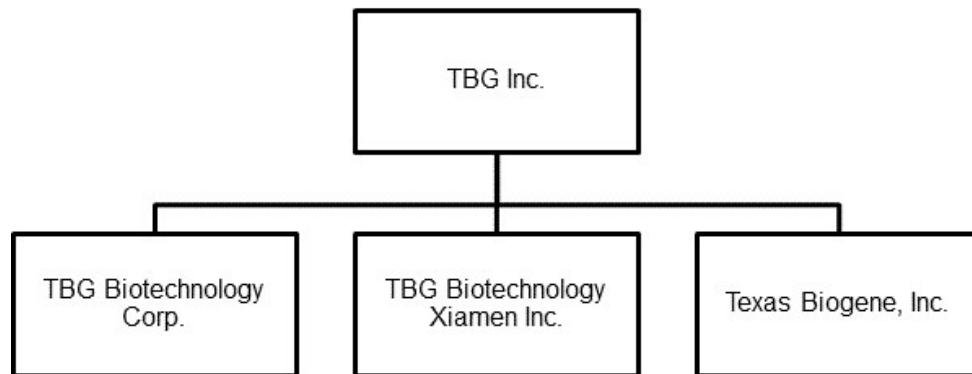 TBG Inc.
TBG Biotechnology
Corp.
TBG Biotechnology
Xiamen Inc.
Texas Biogene, Inc.